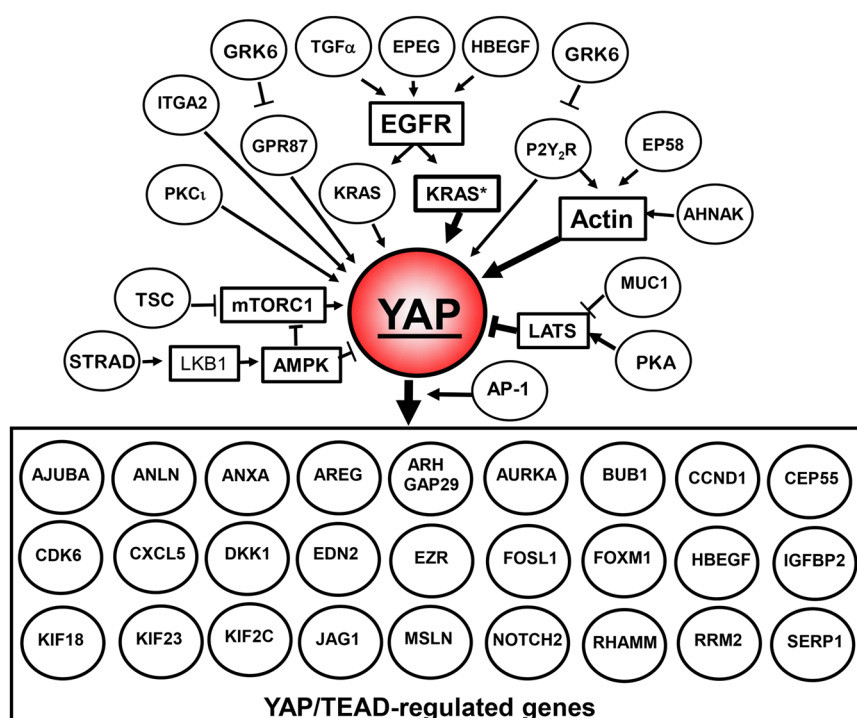 GRK6
TGFα
EPEG
HBEGF
GRK6
ITGA2
GPR87
EGFR
P2Y₂R
EP58
PKCι
KRAS
KRAS*
Actin
AHNAK
TSC
mTORC1
YAP
MUC1
LATS
STRAD
LKB1
AMPK
PKA
AP-1
AJUBA
ANLN
ANXA
AREG
ARH
GAP29
AURKA
BUB1
CCND1
CEP55
CDK6
CXCL5
DKK1
EDN2
EZR
FOSL1
FOXM1
HBEGF
IGFBP2
KIF18
KIF23
KIF2C
JAG1
MSLN
NOTCH2
RHAMM
RRM2
SERP1
YAP/TEAD-regulated genes